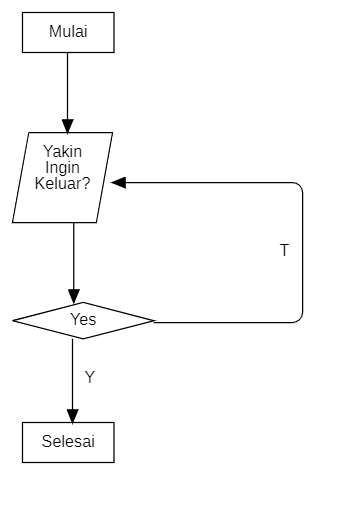 Mulai
Yakin
Ingin
Keluar?
T
Yes
Y
Selesai